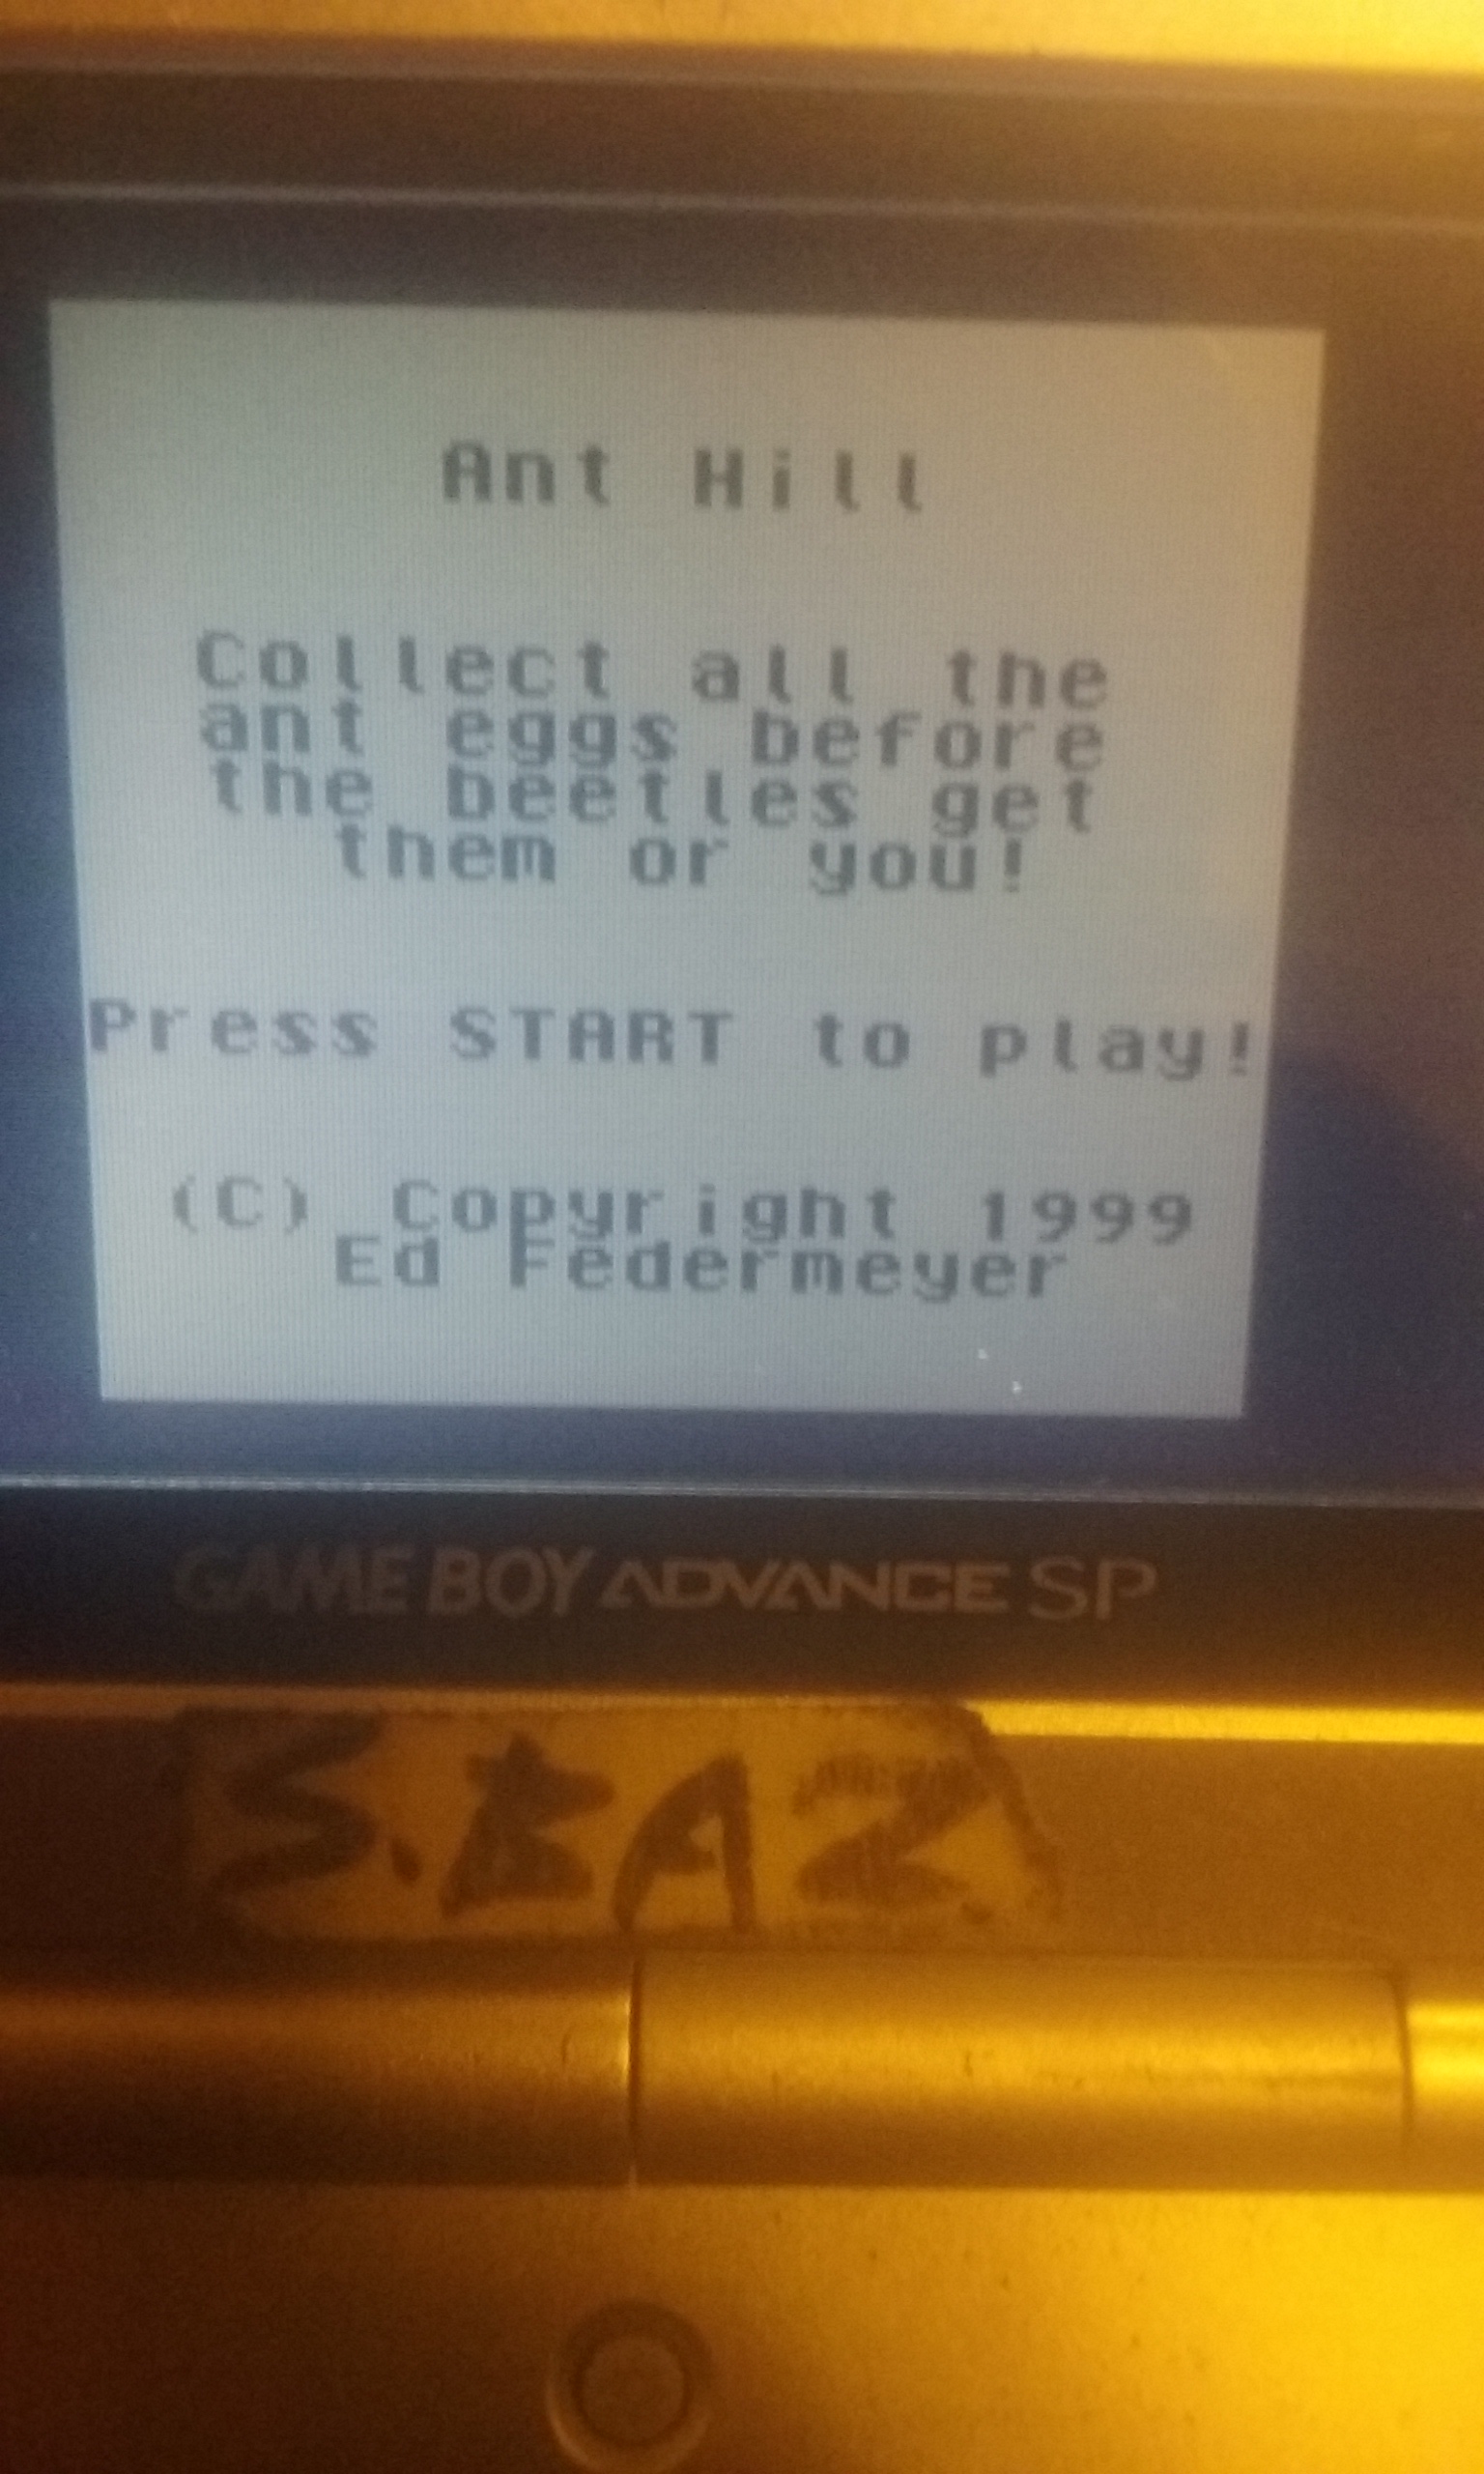 Ant Hill
Collect all the
ant eggs before
the beetles get
them or you!
Press START to play!
(C) Copyright 1999
Ed Federmeyer
GAME BOY ADVANCE SP